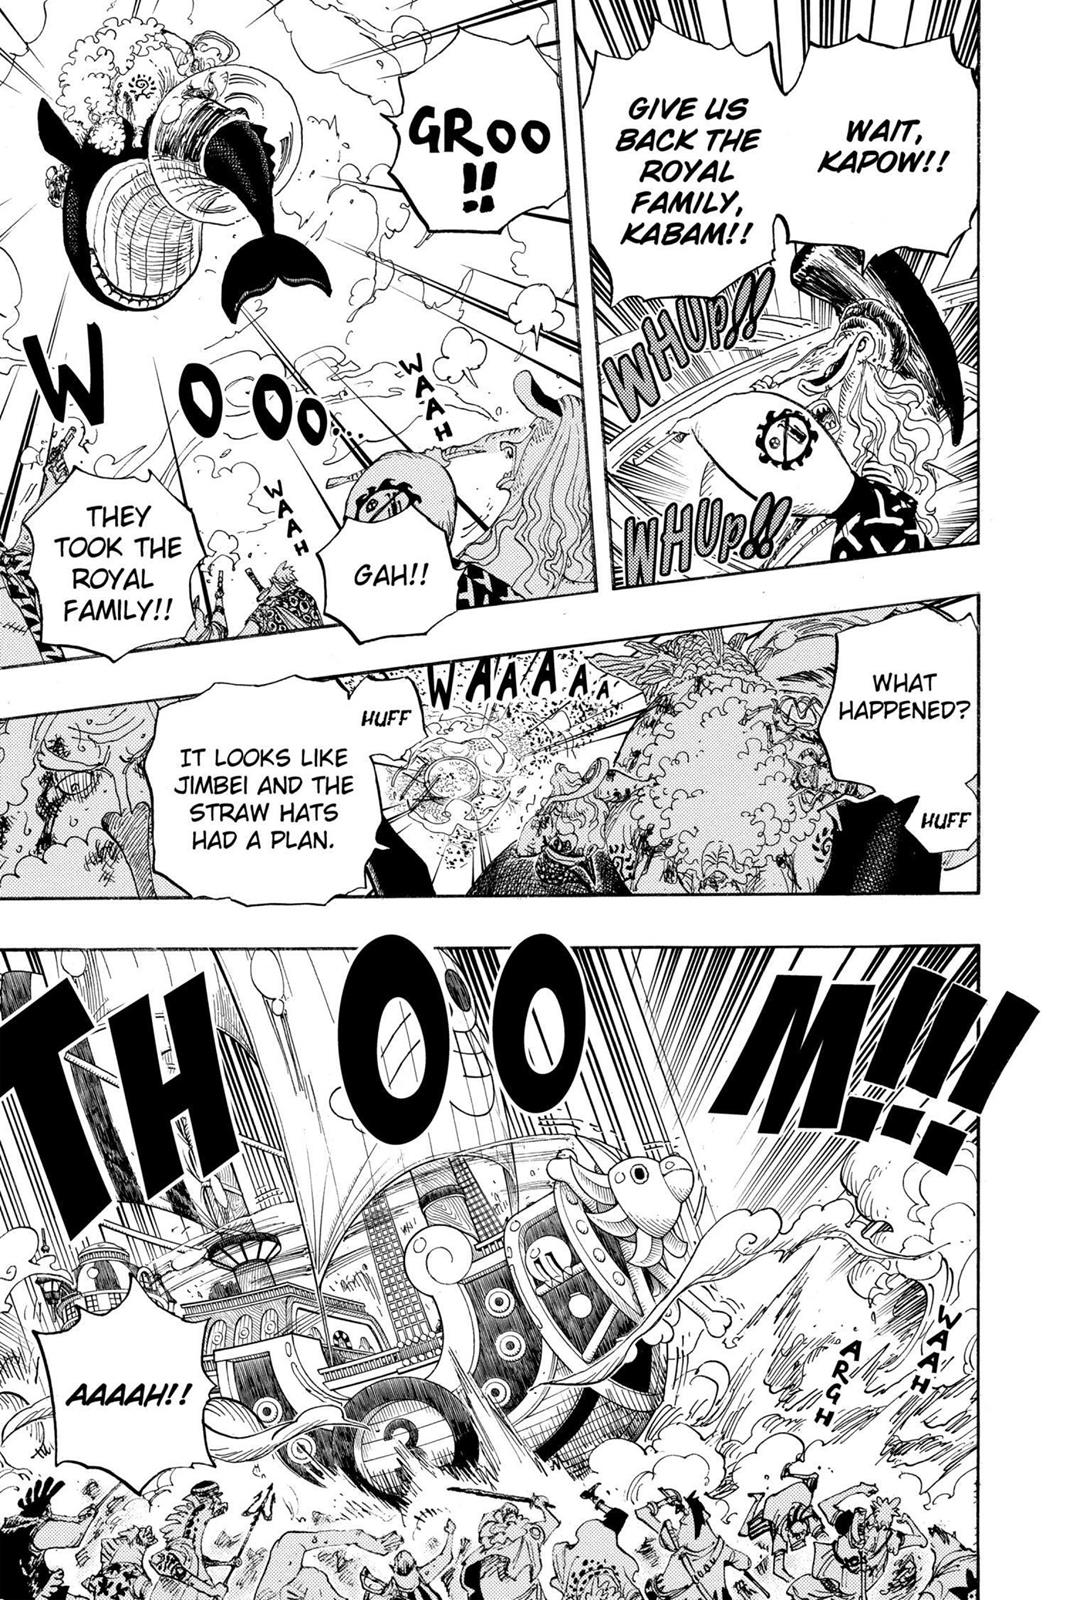 WAIT,
KAPOW!!
GIVE US
BACK THE
ROYAL
FAMILY,
KABAM!!
WHUP!!
WHUP!!
GROO
!!
WOOO...
WAAH
WAAH
GAH!!
THEY
TOOK THE
ROYAL
FAMILY!!
WHAT
HAPPENED?
HUFF
WAAAAA
HUFF
IT LOOKS LIKE
JIMBEI AND THE
STRAW HATS
HAD A PLAN.
THOOM!!!
WAAH
ARGH
AAAAH!!